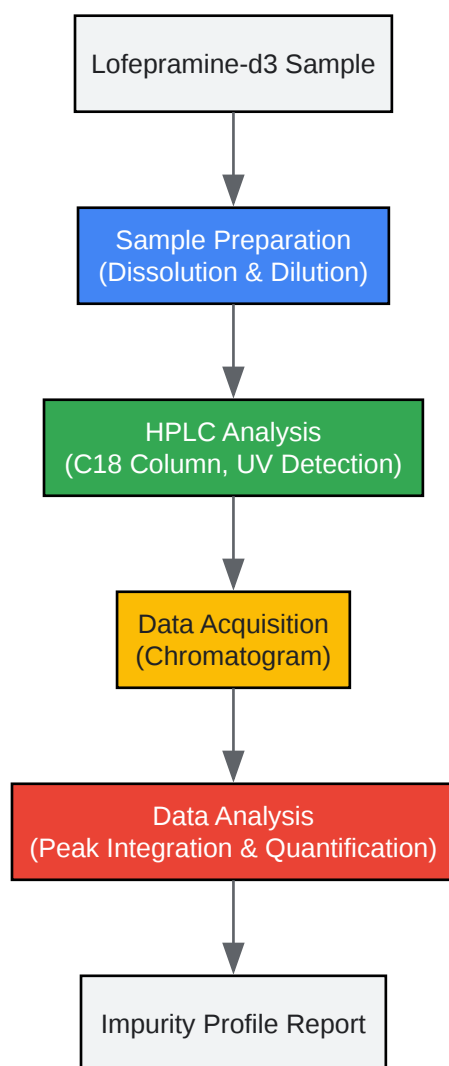 Lofepramine-d3 Sample
Sample Preparation
(Dissolution & Dilution)
HPLC Analysis
(C18 Column, UV Detection)
Data Acquisition
(Chromatogram)
Data Analysis
(Peak Integration & Quantification)
Impurity Profile Report